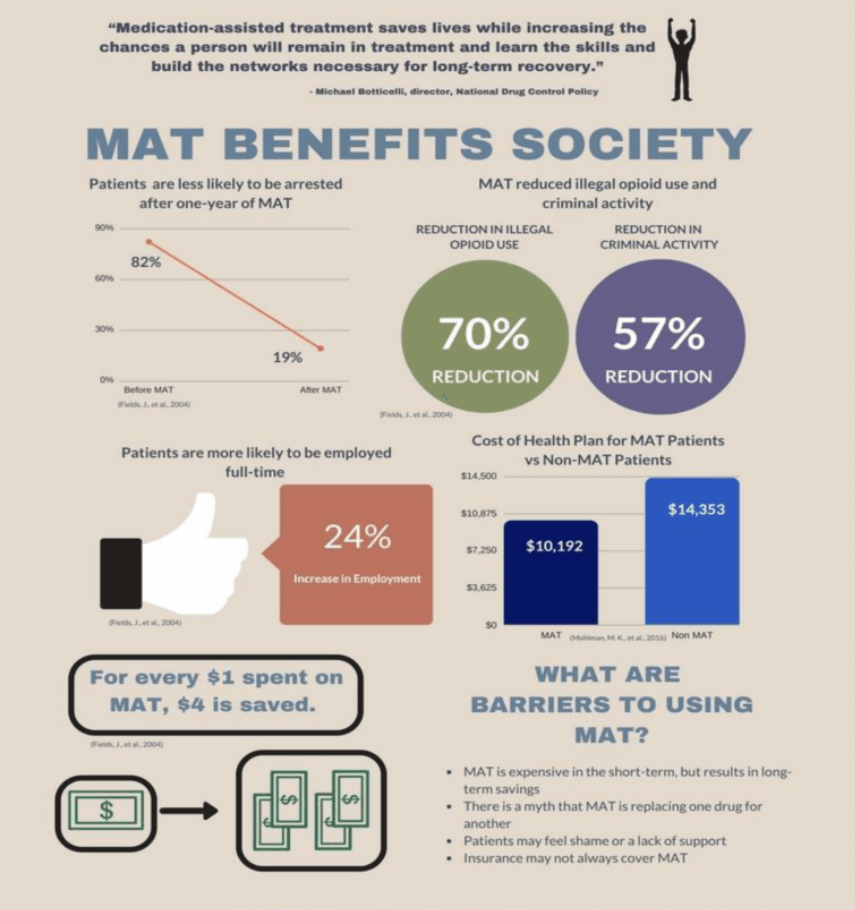 “Medication-assisted treatment saves lives while increasing the
chances a person will remain in treatment and learn the skills and
build the networks necessary for long-term recovery.”
- Michael Botticelli, director, National Drug Control Policy
MAT BENEFITS SOCIETY
Patients are less likely to be arrested
after one-year of MAT
90%
82%
60%
30%
19%
0%
Before MAT
After MAT
(Fields, J., et al., 2004)
MAT reduced illegal opioid use and
criminal activity
REDUCTION IN ILLEGAL
OPIOID USE
70%
REDUCTION
REDUCTION IN
CRIMINAL ACTIVITY
57%
REDUCTION
(Fields, J., et al., 2004)
Patients are more likely to be employed
full-time
24%
Increase in Employment
(Fields, J., et al., 2004)
Cost of Health Plan for MAT Patients
vs Non-MAT Patients
$14,500
$10,875
$7,250
$3,625
$0
$10,192
$14,353
MAT
(Mohlman, M. K., et al., 2016)
Non MAT
For every $1 spent on
MAT, $4 is saved.
(Fields, J., et al., 2004)
$
$ $ $ $
WHAT ARE
BARRIERS TO USING
MAT?
• MAT is expensive in the short-term, but results in long-
term savings
• There is a myth that MAT is replacing one drug for
another
• Patients may feel shame or a lack of support
• Insurance may not always cover MAT